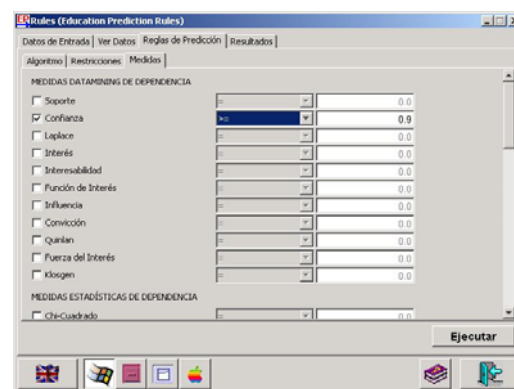 Rules (Education Prediction Rules)
Datos de Entrada Ver Datos Reglas de Predicción Resultados
Algoritmo Restricciones Medidas
MEDIDAS DATAMINING DE DEPENDENCIA
Soporte = 0.0
Confianza >= 0.9
Laplace = 0.0
Interés = 0.0
Interesabilidad = 0.0
Función de Interés = 0.0
Influencia = 0.0
Convicción = 0.0
Quinlan = 0.0
Fuerza del Interés = 0.0
Klosgen = 0.0
MEDIDAS ESTADÍSTICAS DE DEPENDENCIA
Chi-Cuadrado = 0.0
Ejecutar